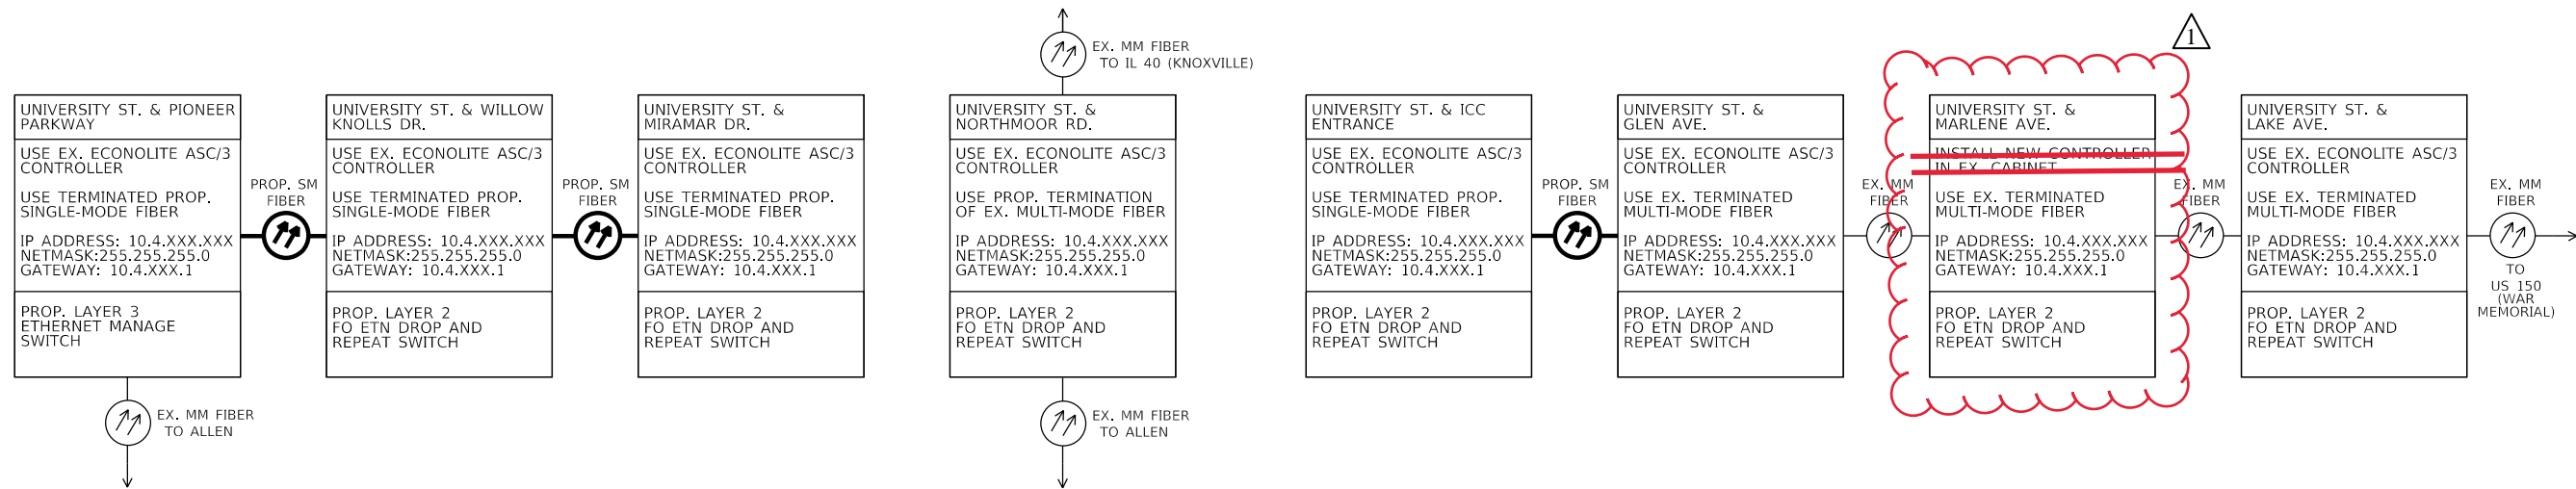 UNIVERSITY ST. & PIONEER
PARKWAY
USE EX. ECONOLITE ASC/3
CONTROLLER
USE TERMINATED PROP.
SINGLE-MODE FIBER
IP ADDRESS: 10.4.XXX.XXX
NETMASK:255.255.255.0
GATEWAY: 10.4.XXX.1
PROP. LAYER 3
ETHERNET MANAGE
SWITCH
EX. MM FIBER
TO ALLEN
PROP. SM
FIBER
UNIVERSITY ST. & WILLOW
KNOLLS DR.
USE EX. ECONOLITE ASC/3
CONTROLLER
USE TERMINATED PROP.
SINGLE-MODE FIBER
IP ADDRESS: 10.4.XXX.XXX
NETMASK:255.255.255.0
GATEWAY: 10.4.XXX.1
PROP. LAYER 2
FO ETN DROP AND
REPEAT SWITCH
PROP. SM
FIBER
UNIVERSITY ST. &
MIRAMAR DR.
USE EX. ECONOLITE ASC/3
CONTROLLER
USE TERMINATED PROP.
SINGLE-MODE FIBER
IP ADDRESS: 10.4.XXX.XXX
NETMASK:255.255.255.0
GATEWAY: 10.4.XXX.1
PROP. LAYER 2
FO ETN DROP AND
REPEAT SWITCH
EX. MM FIBER
TO IL 40 (KNOXVILLE)
UNIVERSITY ST. &
NORTHMOOR RD.
USE EX. ECONOLITE ASC/3
CONTROLLER
USE PROP. TERMINATION
OF EX. MULTI-MODE FIBER
IP ADDRESS: 10.4.XXX.XXX
NETMASK:255.255.255.0
GATEWAY: 10.4.XXX.1
PROP. LAYER 2
FO ETN DROP AND
REPEAT SWITCH
EX. MM FIBER
TO ALLEN
UNIVERSITY ST. & ICC
ENTRANCE
USE EX. ECONOLITE ASC/3
CONTROLLER
USE TERMINATED PROP.
SINGLE-MODE FIBER
IP ADDRESS: 10.4.XXX.XXX
NETMASK:255.255.255.0
GATEWAY: 10.4.XXX.1
PROP. LAYER 2
FO ETN DROP AND
REPEAT SWITCH
PROP. SM
FIBER
UNIVERSITY ST. &
GLEN AVE.
USE EX. ECONOLITE ASC/3
CONTROLLER
USE EX. TERMINATED
MULTI-MODE FIBER
IP ADDRESS: 10.4.XXX.XXX
NETMASK:255.255.255.0
GATEWAY: 10.4.XXX.1
PROP. LAYER 2
FO ETN DROP AND
REPEAT SWITCH
EX. MM
FIBER
1
UNIVERSITY ST. &
MARLENE AVE.
INSTALL NEW CONTROLLER
IN EX. CABINET
USE EX. TERMINATED
MULTI-MODE FIBER
IP ADDRESS: 10.4.XXX.XXX
NETMASK:255.255.255.0
GATEWAY: 10.4.XXX.1
PROP. LAYER 2
FO ETN DROP AND
REPEAT SWITCH
EX. MM
FIBER
UNIVERSITY ST. &
LAKE AVE.
USE EX. ECONOLITE ASC/3
CONTROLLER
USE EX. TERMINATED
MULTI-MODE FIBER
IP ADDRESS: 10.4.XXX.XXX
NETMASK:255.255.255.0
GATEWAY: 10.4.XXX.1
PROP. LAYER 2
FO ETN DROP AND
REPEAT SWITCH
EX. MM
FIBER
TO
US 150
(WAR
MEMORIAL)